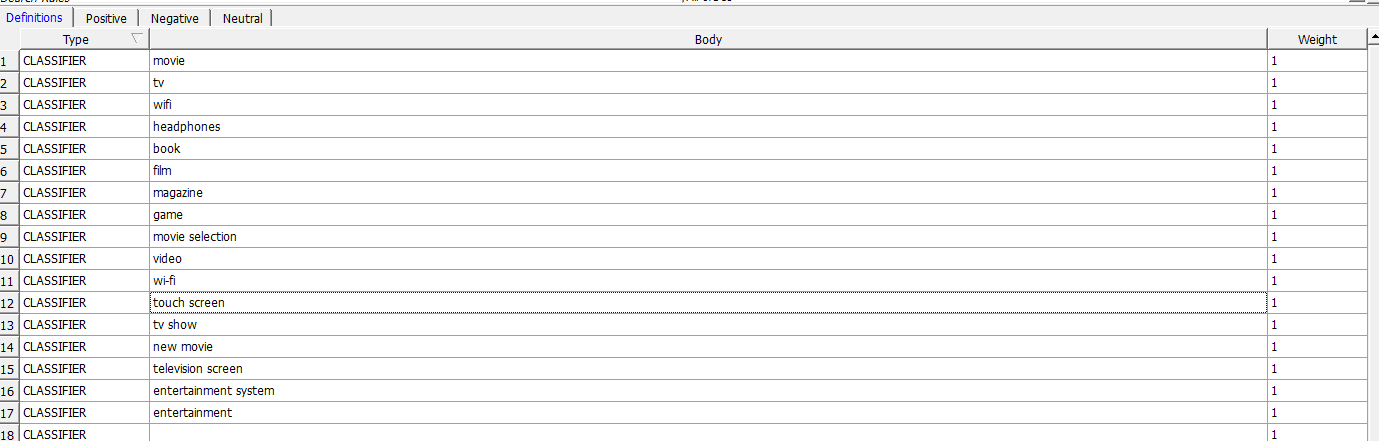 Definitions Positive Negative Neutral
Type Body Weight
1 CLASSIFIER movie 1
2 CLASSIFIER tv 1
3 CLASSIFIER wifi 1
4 CLASSIFIER headphones 1
5 CLASSIFIER book 1
6 CLASSIFIER film 1
7 CLASSIFIER magazine 1
8 CLASSIFIER game 1
9 CLASSIFIER movie selection 1
10 CLASSIFIER video 1
11 CLASSIFIER wi-fi 1
12 CLASSIFIER touch screen 1
13 CLASSIFIER tv show 1
14 CLASSIFIER new movie 1
15 CLASSIFIER television screen 1
16 CLASSIFIER entertainment system 1
17 CLASSIFIER entertainment 1
18 CLASSIFIER 1